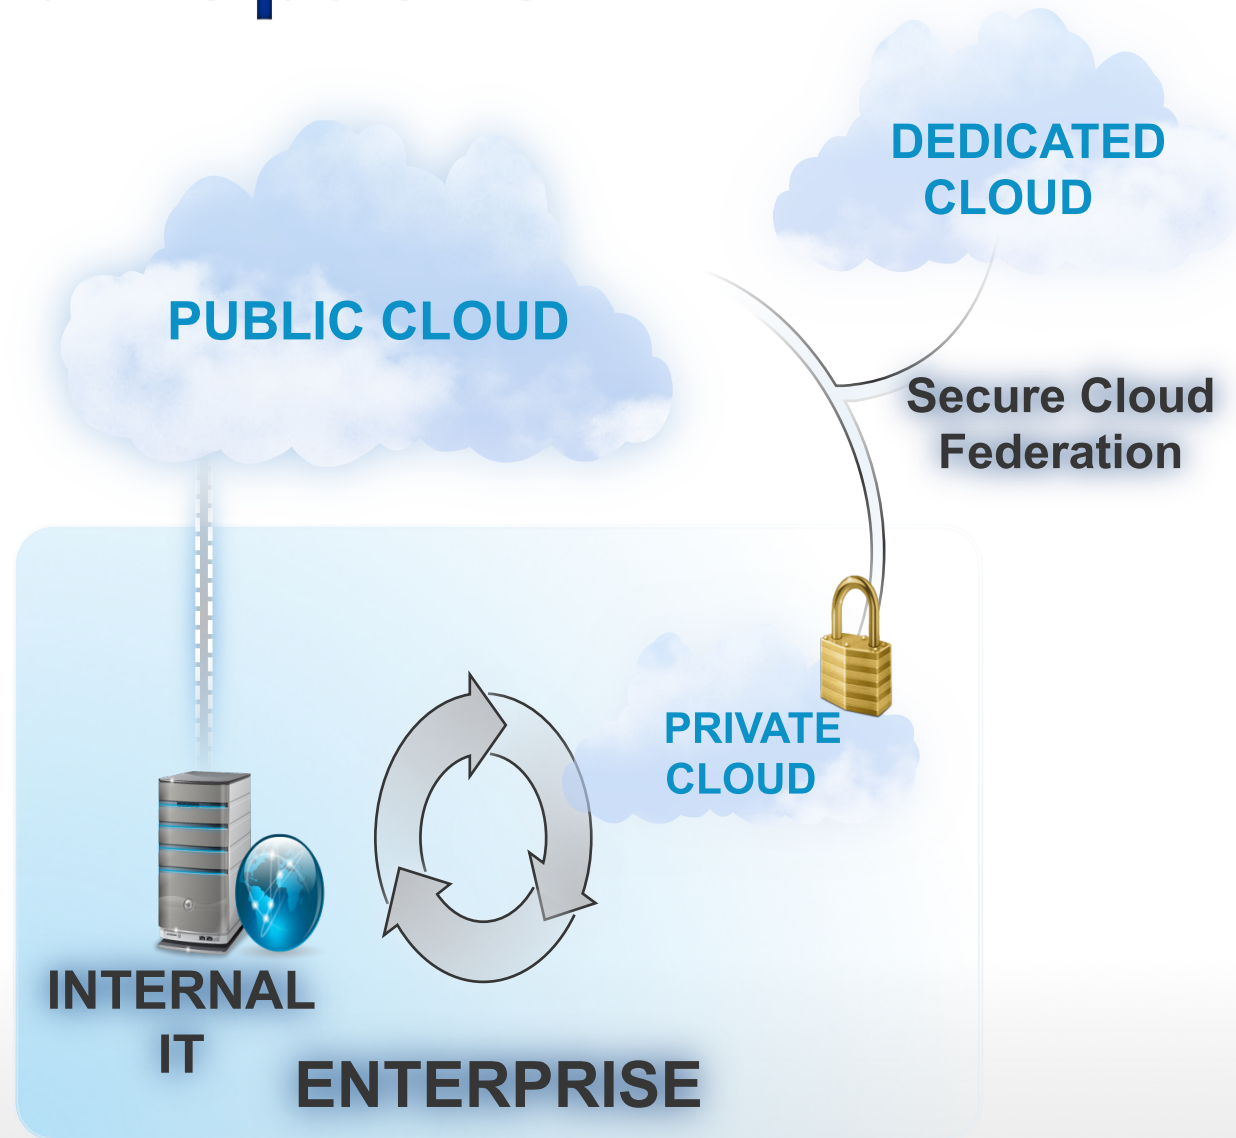 DEDICATED
CLOUD
PUBLIC CLOUD
Secure Cloud
Federation
PRIVATE
CLOUD
INTERNAL
IT
ENTERPRISE